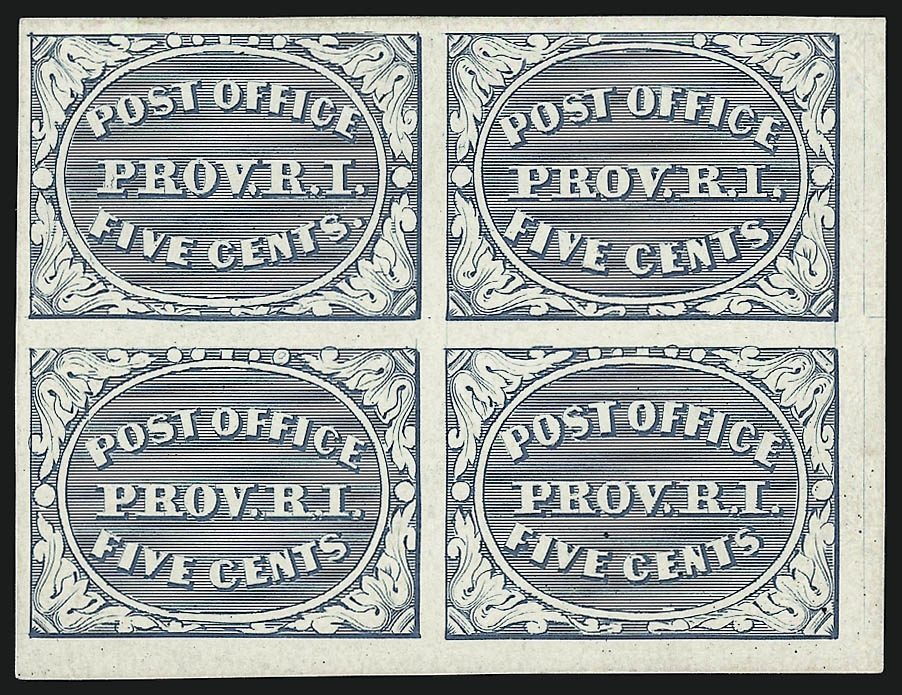 POST OFFICE
PROV. R. I.
FIVE CENTS.
POST OFFICE
PROV. R. I.
FIVE CENTS
POST OFFICE
PROV. R. I.
FIVE CENTS
POST OFFICE
PROV. R. I.
FIVE CENTS